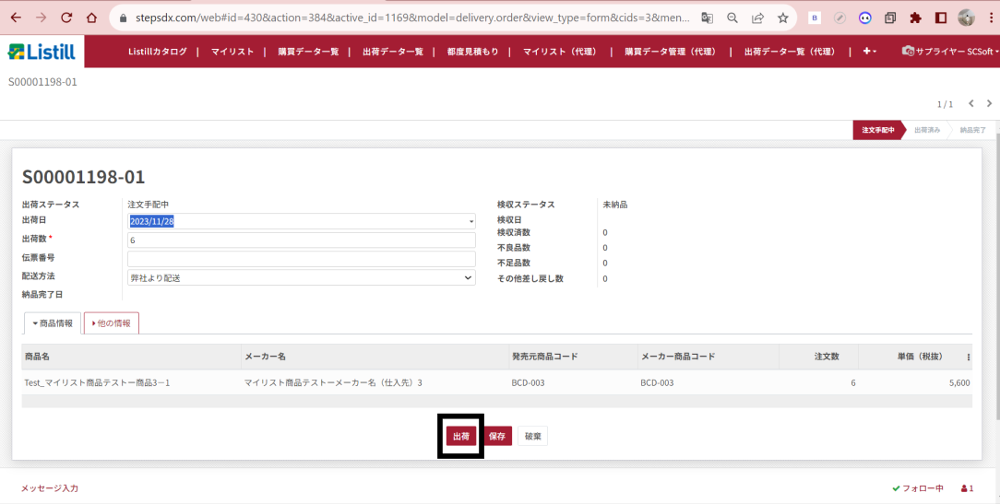 stepsdx.com/web#id=430&action=384&active_id=1169&model=delivery.order&view_type=form&cids=3&men...
Listill
Listillカタログ | マイリスト | 購買データ一覧 | 出荷データ一覧 | 都度見積もり | マイリスト（代理） | 購買データ管理（代理） | 出荷データ一覧（代理） | サプライヤー SCSoft
S00001198-01
1 / 1
注文手配中 出荷済み 納品完了
S00001198-01
出荷ステータス 注文手配中 検収ステータス 未納品
出荷日 2023/11/28 検収日
出荷数 * 6 検収済数 0
不良品数 0
伝票番号 不足品数 0
配送方法 弊社より配送 その他差し戻し数 0
納品完了日
商品情報 他の情報
商品名 メーカー名 発売元商品コード メーカー商品コード 注文数 単価（税抜）
Test_マイリスト商品テストー商品3ー1 マイリスト商品テストーメーカー名（仕入先）3 BCD-003 BCD-003 6 5,600
出荷 保存 破棄
メッセージ入力 フォロー中 1